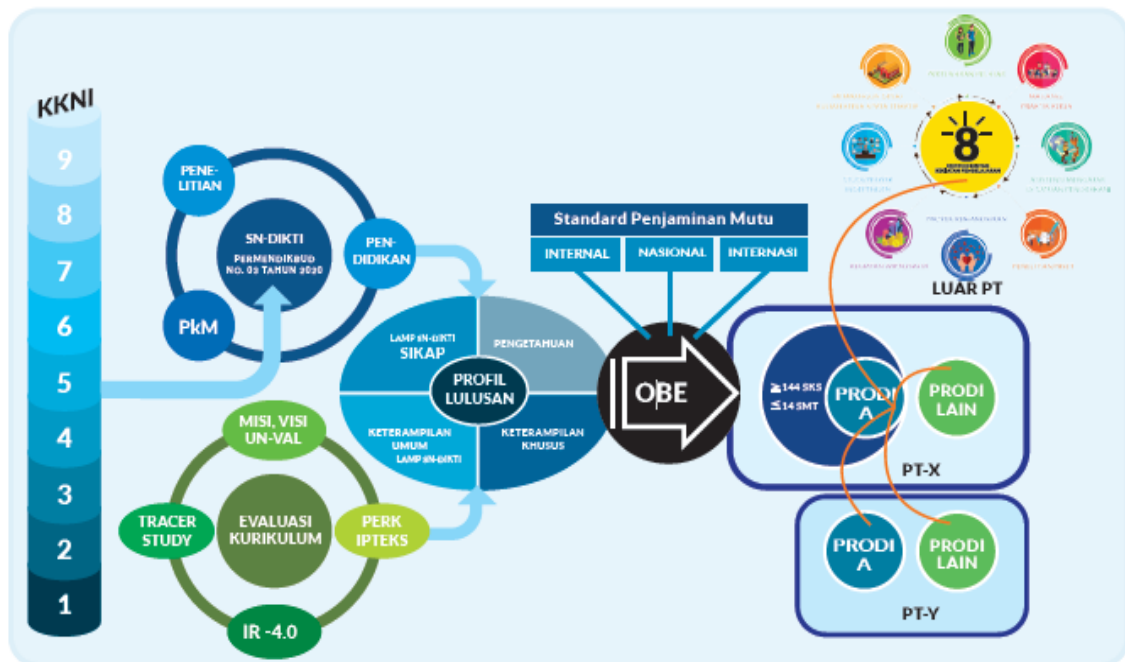 KKNI
9
8
7
6
5
4
3
2
1
PENE-
LITIAN
SN-DIKTI
PERMENDIKBUD
NO. 03 TAHUN 2020
PEN-
DIDIKAN
PkM
MISI, VISI
UN-VAL
TRACER
STUDY
EVALUASI
KURIKULUM
PERK
IPTEKS
IR -4.0
LAMP SN-DIKTI
SIKAP
PENGETAHUAN
PROFIL
LULUSAN
KETERAMPILAN
UMUM
LAMP SN-DIKTI
KETERAMPILAN
KHUSUS
Standard Penjaminan Mutu
INTERNAL
NASIONAL
INTERNASI
OBE
8
LUAR PT
≥144 SKS
≤14 SMT
PRODI
A
PRODI
LAIN
PT-X
PRODI
A
PRODI
LAIN
PT-Y